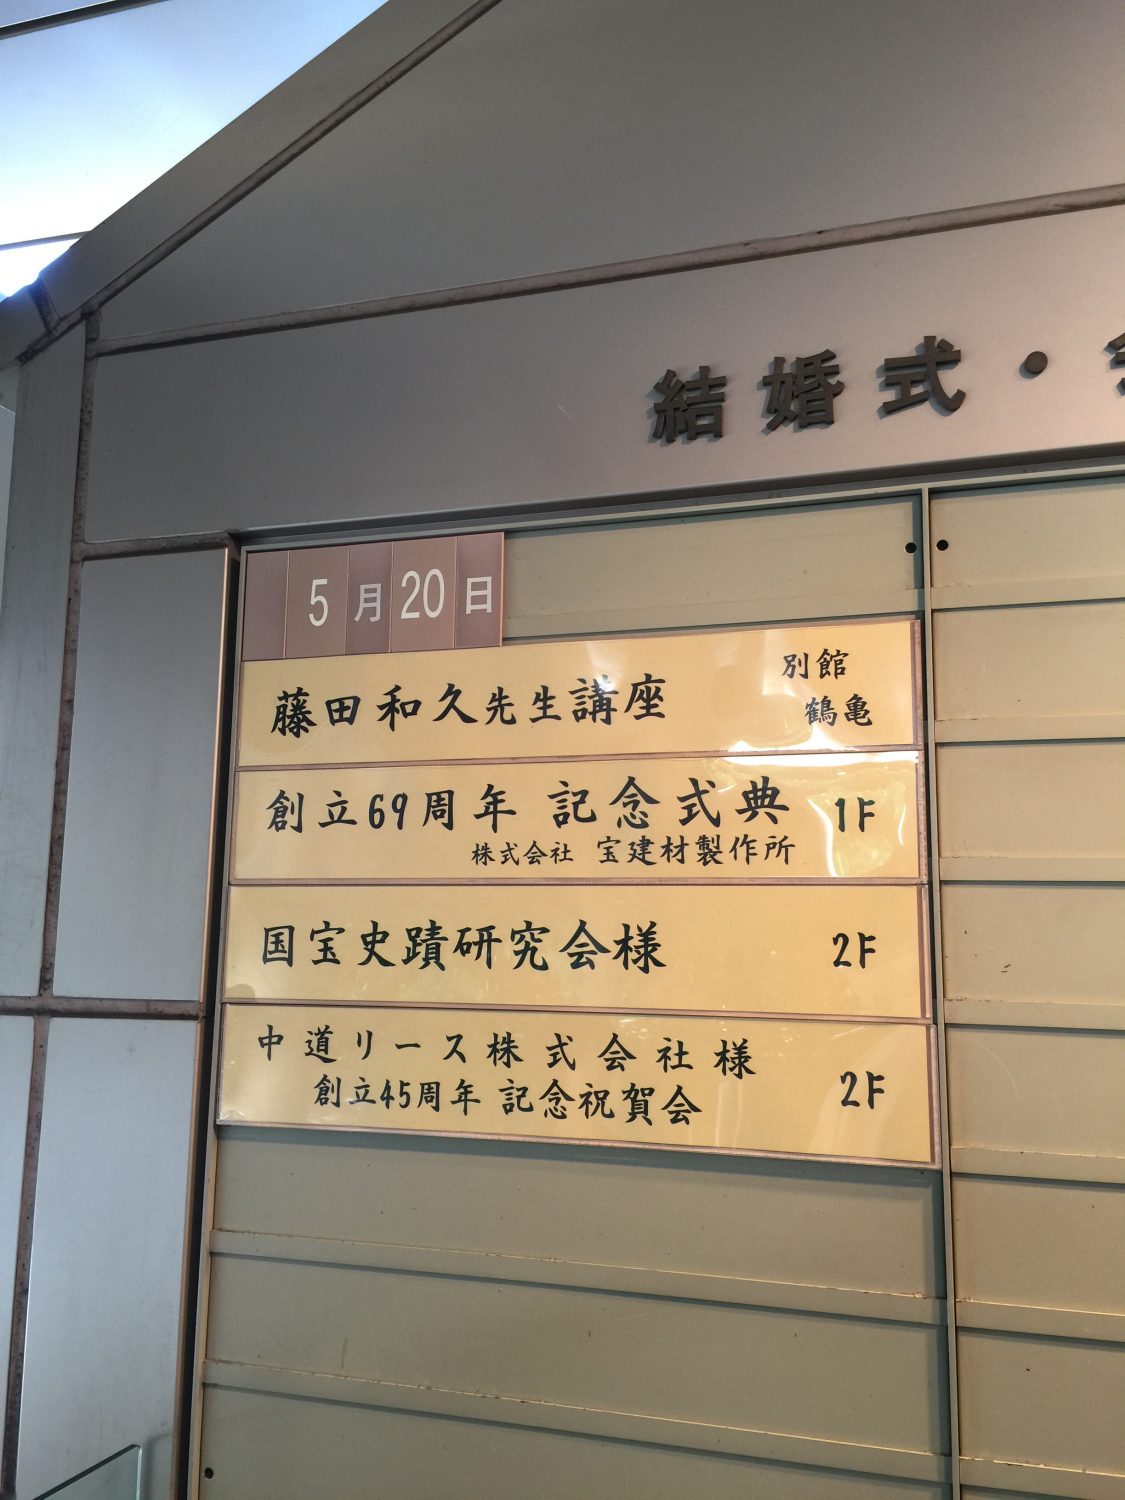 結婚式・
5月20日
藤田和久先生講座 別館 鶴亀
創立69周年 記念式典 1F
株式会社 宝建材製作所
国宝史蹟研究会様 2F
中道リース株式会社様
創立45周年 記念祝賀会 2F